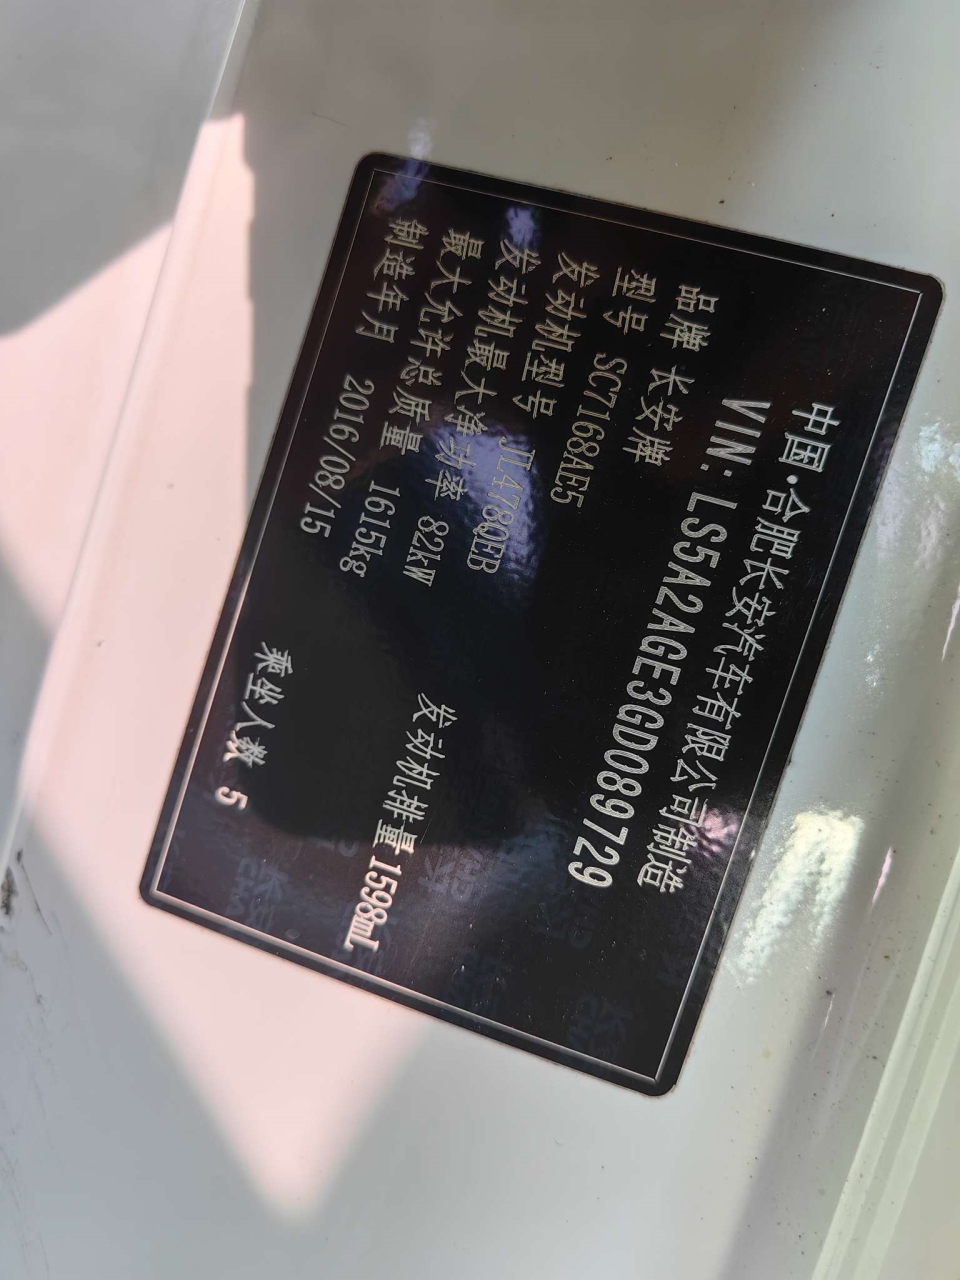 中国·合肥长安汽车有限公司制造
VIN: LS5A2AGE3GD089729
品牌 长安牌
型号 SC7168AE5
发动机型号 JL478QEB
发动机最大净功率 82kW 发动机排量 1598mL
最大允许总质量 1615kg
制造年月 2016/08/15 乘坐人数 5